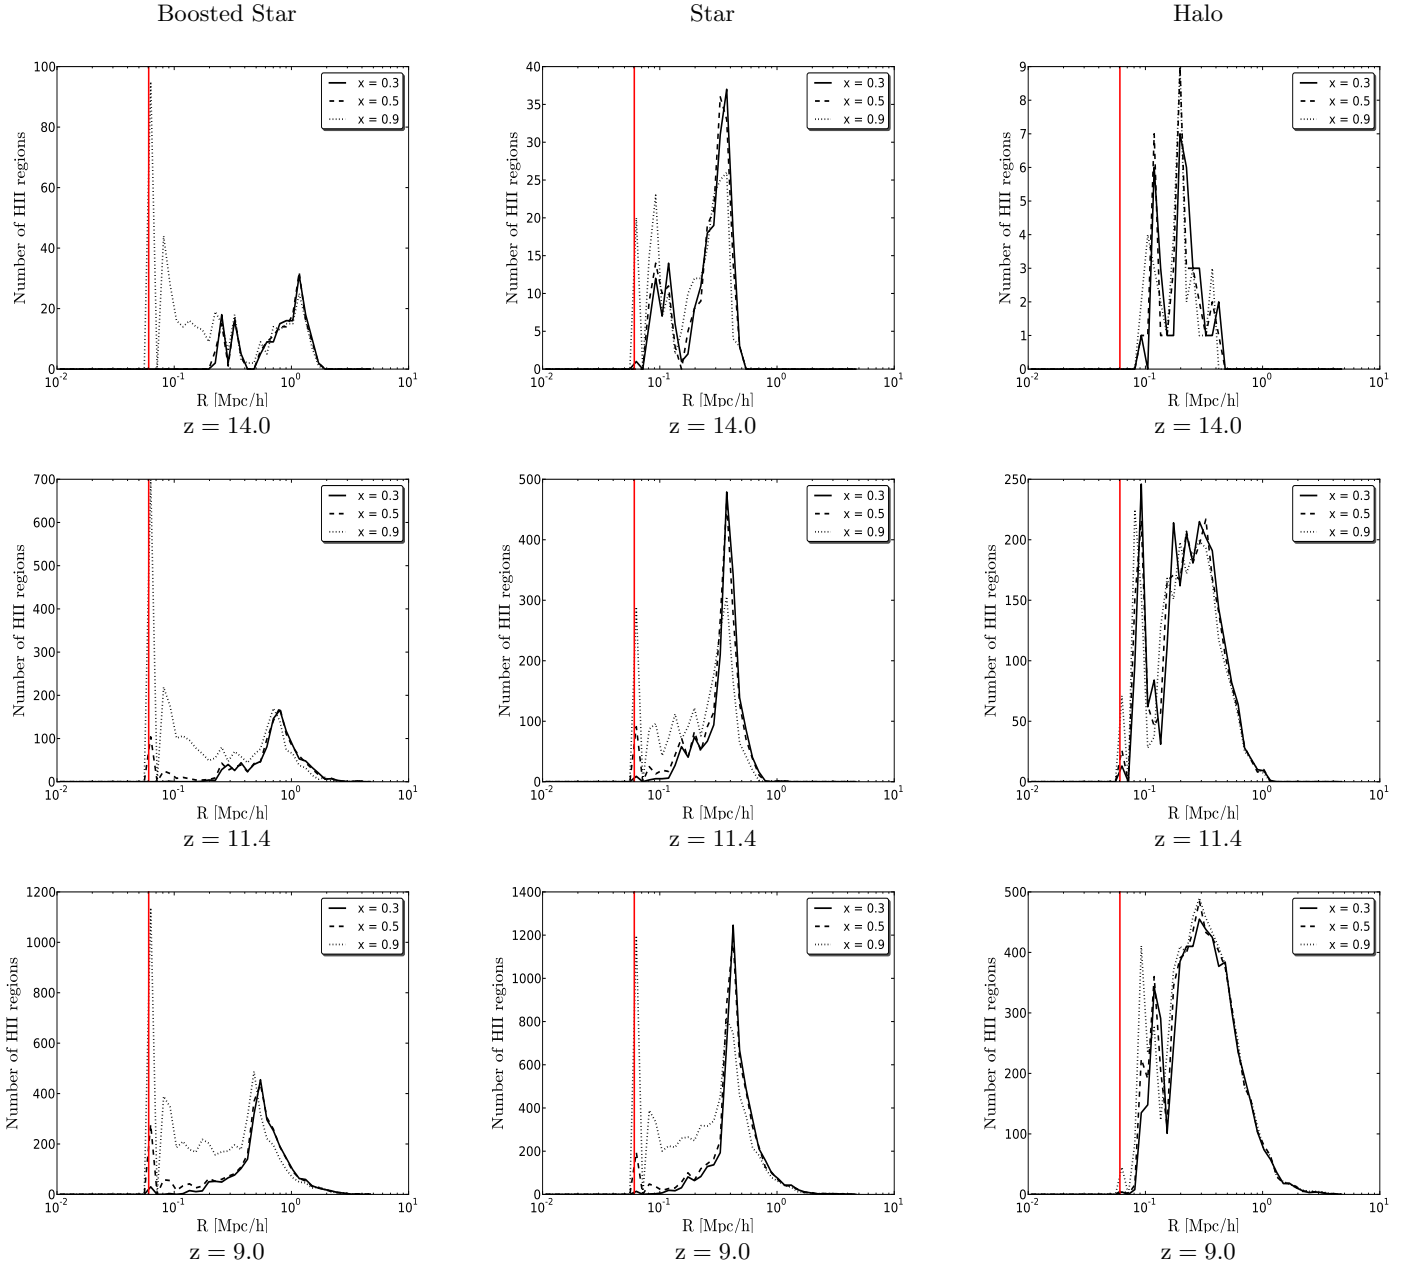 Boosted Star
Star
Halo
100
80
60
40
20
0
Number of HII regions
10^-2
10^-1
10^0
10^1
R [Mpc/h]
x = 0.3
x = 0.5
x = 0.9
z = 14.0
40
35
30
25
20
15
10
5
0
Number of HII regions
10^-2
10^-1
10^0
10^1
R [Mpc/h]
x = 0.3
x = 0.5
x = 0.9
z = 14.0
9
8
7
6
5
4
3
2
1
0
Number of HII regions
10^-2
10^-1
10^0
10^1
R [Mpc/h]
x = 0.3
x = 0.5
x = 0.9
z = 14.0
700
600
500
400
300
200
100
0
Number of HII regions
10^-2
10^-1
10^0
10^1
R [Mpc/h]
x = 0.3
x = 0.5
x = 0.9
z = 11.4
500
400
300
200
100
0
Number of HII regions
10^-2
10^-1
10^0
10^1
R [Mpc/h]
x = 0.3
x = 0.5
x = 0.9
z = 11.4
250
200
150
100
50
0
Number of HII regions
10^-2
10^-1
10^0
10^1
R [Mpc/h]
x = 0.3
x = 0.5
x = 0.9
z = 11.4
1200
1000
800
600
400
200
0
Number of HII regions
10^-2
10^-1
10^0
10^1
R [Mpc/h]
x = 0.3
x = 0.5
x = 0.9
z = 9.0
1400
1200
1000
800
600
400
200
0
Number of HII regions
10^-2
10^-1
10^0
10^1
R [Mpc/h]
x = 0.3
x = 0.5
x = 0.9
z = 9.0
500
400
300
200
100
0
Number of HII regions
10^-2
10^-1
10^0
10^1
R [Mpc/h]
x = 0.3
x = 0.5
x = 0.9
z = 9.0